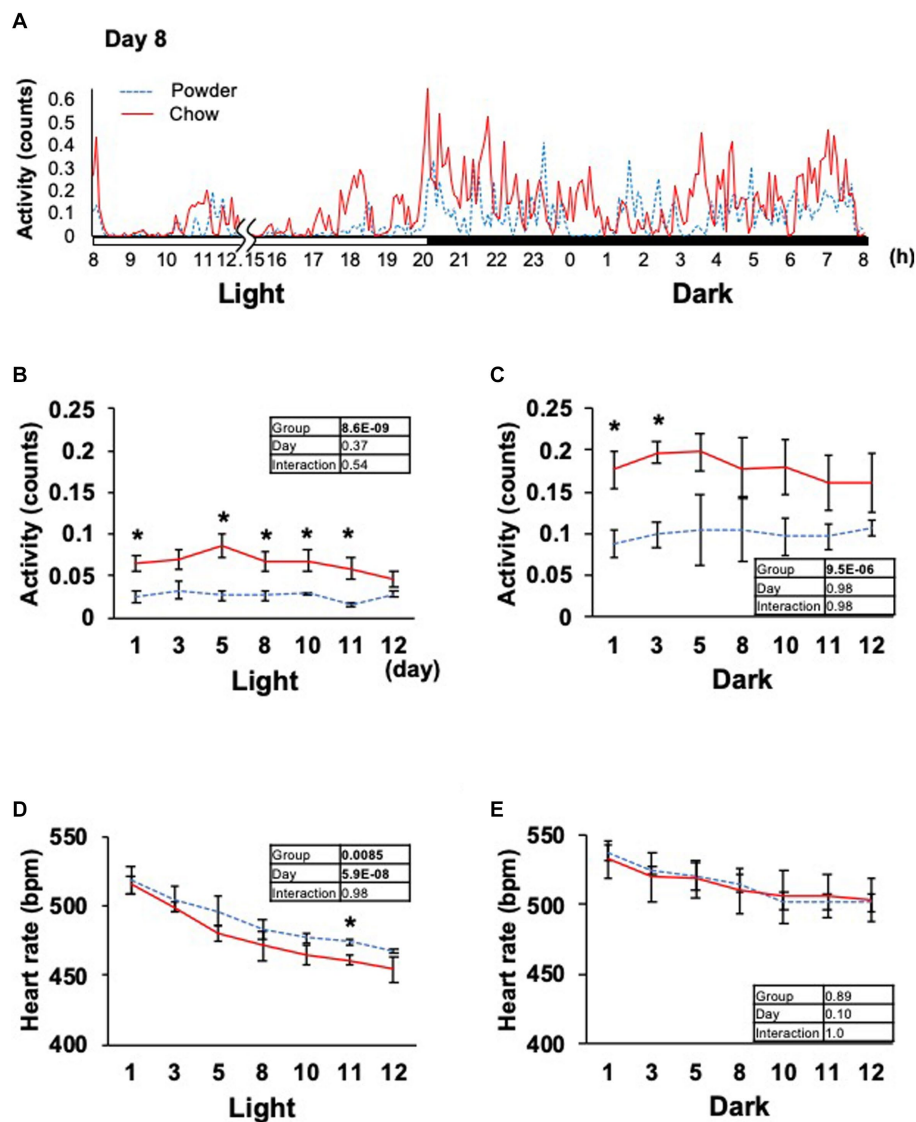 A
Day 8
Activity (counts)
Powder
Chow
0.6
0.5
0.4
0.3
0.2
0.1
0
8 9 10 11 12.15 16 17 18 19 20 21 22 23 0 1 2 3 4 5 6 7 8 (h)
Light Dark
B
Activity (counts)
0.25
0.2
0.15
0.1
0.05
0
Group 8.6E-09
Day 0.37
Interaction 0.54
* * * * *
1 3 5 8 10 11 12
(day)
Light
C
Activity (counts)
0.25
0.2
0.15
0.1
0.05
0
* *
Group 9.5E-06
Day 0.98
Interaction 0.98
1 3 5 8 10 11 12
Dark
D
Heart rate (bpm)
550
500
450
400
Group 0.0085
Day 5.9E-08
Interaction 0.98
*
1 3 5 8 10 11 12
Light
E
Heart rate (bpm)
550
500
450
400
Group 0.89
Day 0.10
Interaction 1.0
1 3 5 8 10 11 12
Dark